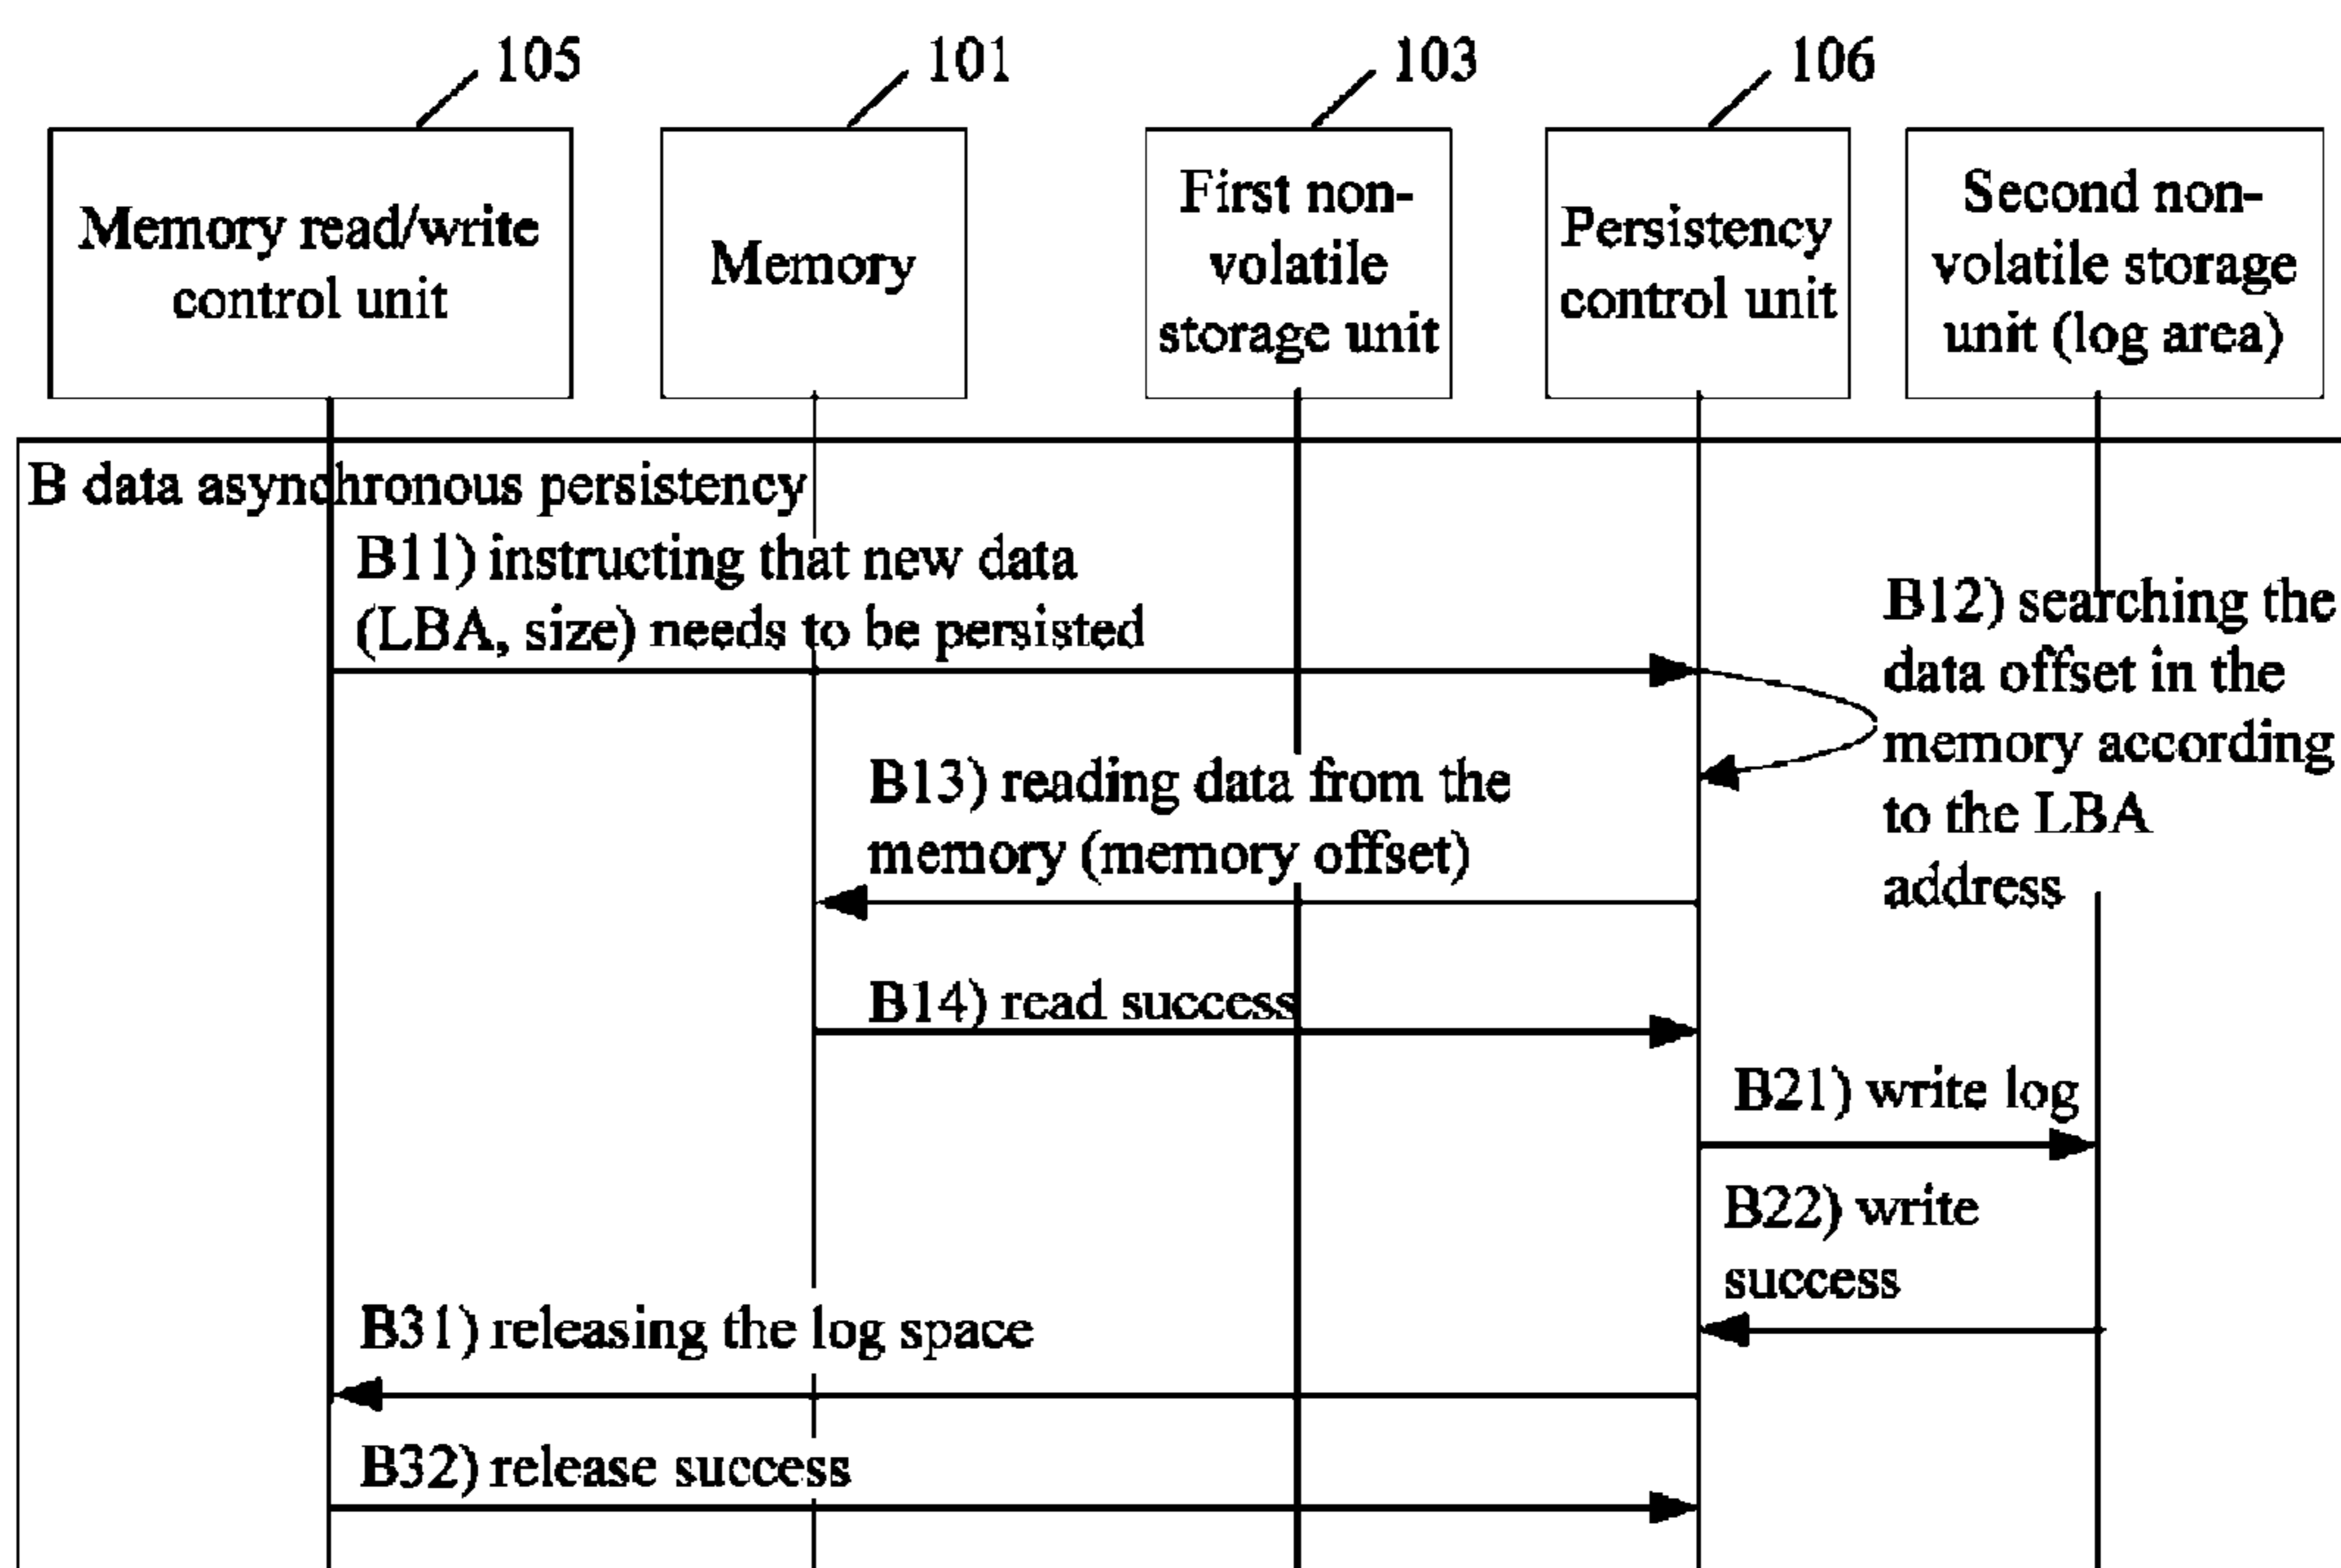 105
101
103
106
Memory read/write
control unit
Memory
First non-
volatile
storage unit
Persistency
control unit
Second non-
volatile storage
unit (log area)
B data asynchronous persistency
B11) instructing that new data
(LBA, size) needs to be persisted
B12) searching the
data offset in the
memory according
to the LBA
address
B13) reading data from the
memory (memory offset)
B14) read success
B21) write log
B22) write
success
B31) releasing the log space
B32) release success